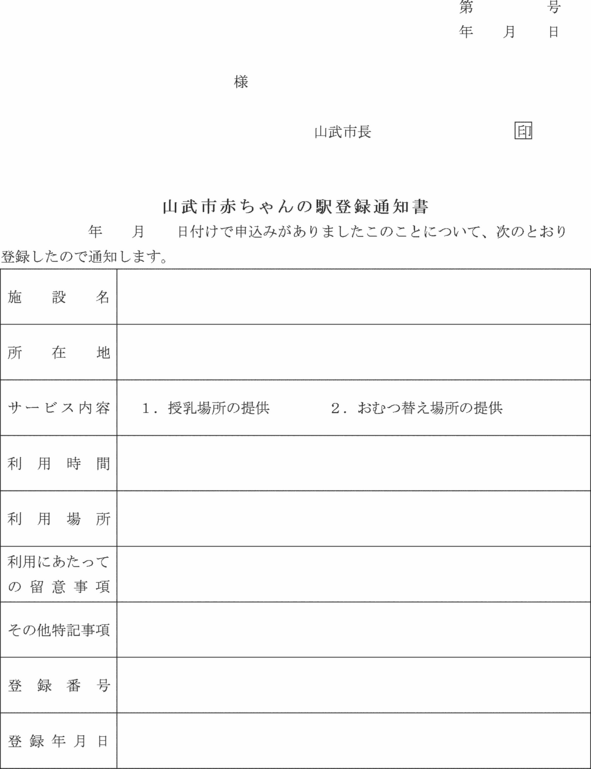 第　　　　　号
年　　月　　日
様
山武市長　　　　　　　　　　印
山武市赤ちゃんの駅登録通知書
年　　月　　日付けで申込みがありましたこのことについて、次のとおり
登録したので通知します。
施　設　名
所　在　地
サービス内容　１．授乳場所の提供　　　　２．おむつ替え場所の提供
利　用　時　間
利　用　場　所
利用にあたって
の留意事項
その他特記事項
登　録　番　号
登録年月日